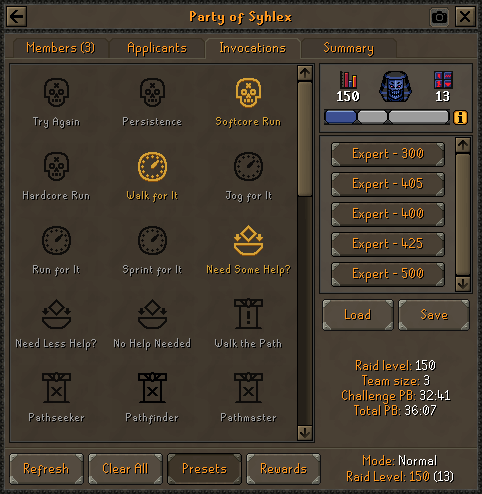 Party of Syhlex
Members (3) Applicants Invocations Summary
Try Again Persistence Softcore Run
Hardcore Run Walk for It Jog for It
Run for It Sprint for It Need Some Help?
Need Less Help? No Help Needed Walk the Path
Pathseeker Pathfinder Pathmaster
150 13
i
Expert - 300
Expert - 405
Expert - 400
Expert - 425
Expert - 500
Load Save
Raid level: 150
Team size: 3
Challenge PB: 32:41
Total PB: 36:07
Refresh Clear All Presets Rewards
Mode: Normal
Raid Level: 150 (13)